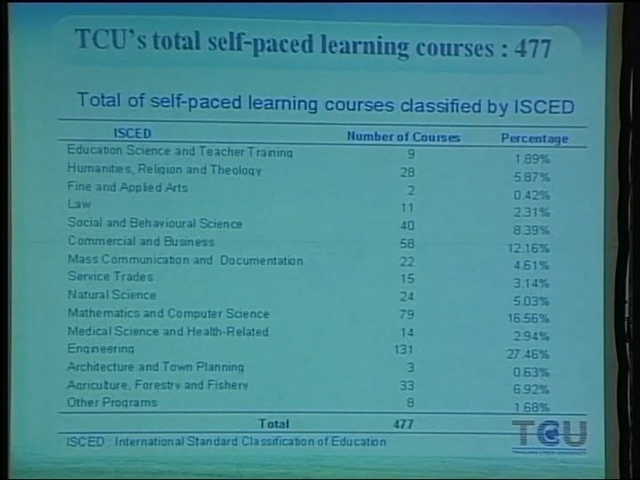 TCU's total self-paced learning courses : 477
Total of self-paced learning courses classified by ISCED
ISCED Number of Courses Percentage
Education Science and Teacher Training 9 1.89%
Humanities, Religion and Theology 28 5.87%
Fine and Applied Arts 2 0.42%
Law 11 2.31%
Social and Behavioural Science 40 8.39%
Commercial and Business 58 12.16%
Mass Communication and Documentation 22 4.61%
Service Trades 15 3.14%
Natural Science 24 5.03%
Mathematics and Computer Science 79 16.56%
Medical Science and Health-Related 14 2.94%
Engineering 131 27.46%
Architecture and Town Planning 3 0.63%
Agriculture, Forestry and Fishery 33 6.92%
Other Programs 8 1.68%
Total 477
ISCED : International Standard Classification of Education
TCU
THAILAND CYBER UNIVERSITY